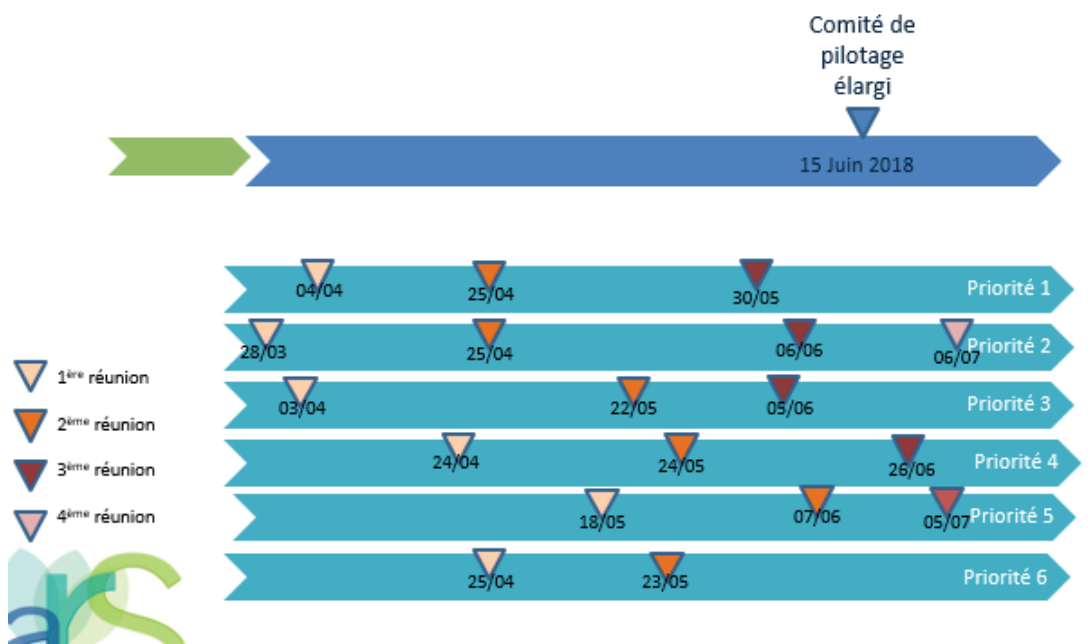 Comité de
pilotage
élargi
15 Juin 2018
04/04
25/04
30/05
Priorité 1
28/03
25/04
06/06
06/07
Priorité 2
03/04
22/05
05/06
Priorité 3
24/04
24/05
26/06
Priorité 4
18/05
07/06
05/07
Priorité 5
25/04
23/05
Priorité 6
1ère réunion
2ème réunion
3ème réunion
4ème réunion
ars